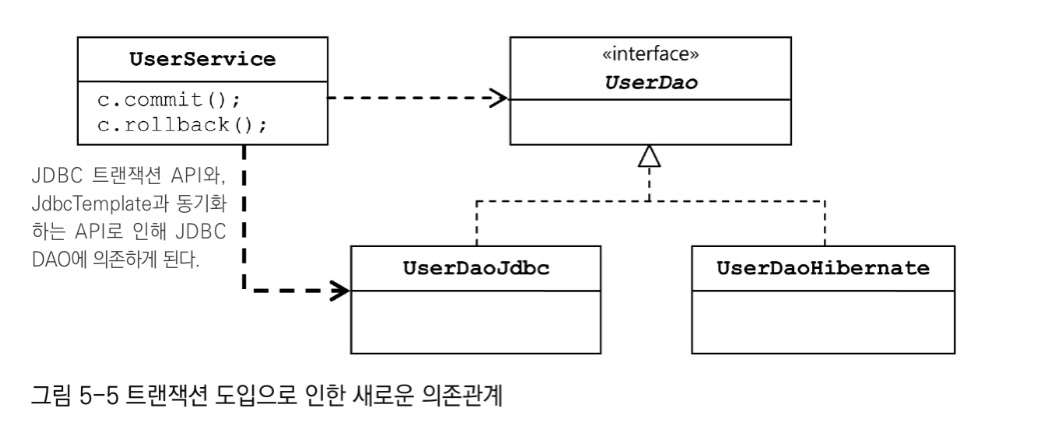 UserService
c.commit();
c.rollback();
«interface»
UserDao
JDBC 트랜잭션 API와,
JdbcTemplate과 동기화
하는 API로 인해 JDBC
DAO에 의존하게 된다.
UserDaoJdbc
UserDaoHibernate
그림 5-5 트랜잭션 도입으로 인한 새로운 의존관계